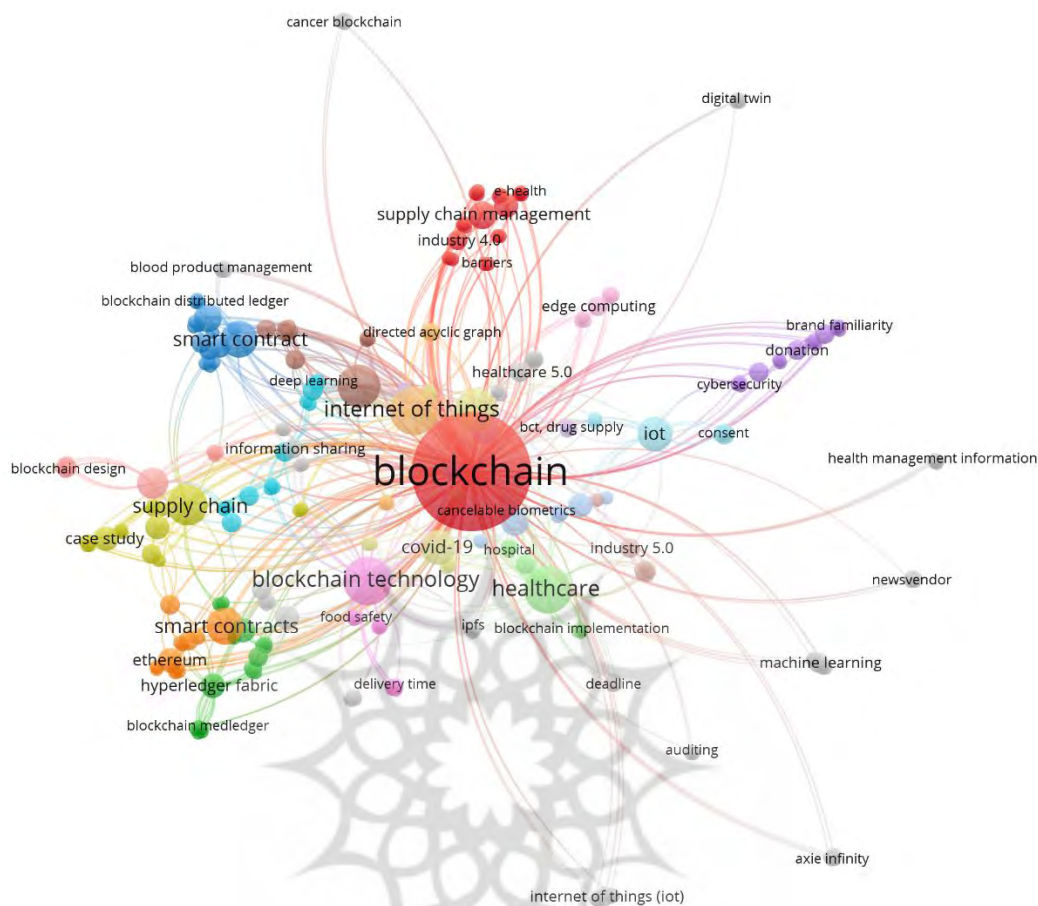 cancer blockchain
digital twin
e-health
supply chain management
industry 4.0
barriers
blood product management
blockchain distributed ledger
edge computing
smart contract
directed acyclic graph
brand familiarity
donation
healthcare 5.0
deep learning
cybersecurity
internet of things
bct, drug supply
iot
consent
information sharing
health management information
blockchain design
blockchain
supply chain
cancelable biometrics
case study
covid-19
hospital
industry 5.0
blockchain technology
healthcare
newsvendor
food safety
ipfs
blockchain implementation
smart contracts
ethereum
machine learning
hyperledger fabric
delivery time
deadline
blockchain medledger
auditing
axie infinity
internet of things (iot)